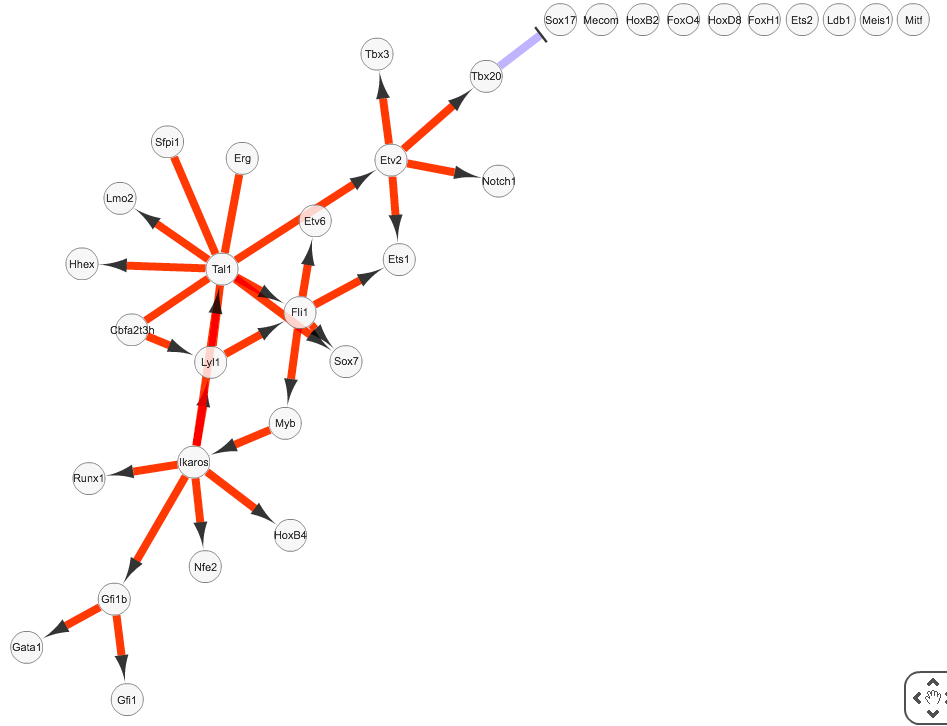 Sox17 Mecom HoxB2 FoxO4 HoxD8 FoxH1 Ets2 Ldb1 Meis1 Mitf
Tbx3
Tbx20
Sfpi1
Erg
Etv2
Notch1
Lmo2
Etv6
Hhex
Tal1
Ets1
Fli1
Cbfa2t3h
Lyl1
Sox7
Myb
Ikaros
Runx1
HoxB4
Nfe2
Gfi1b
Gata1
Gfi1